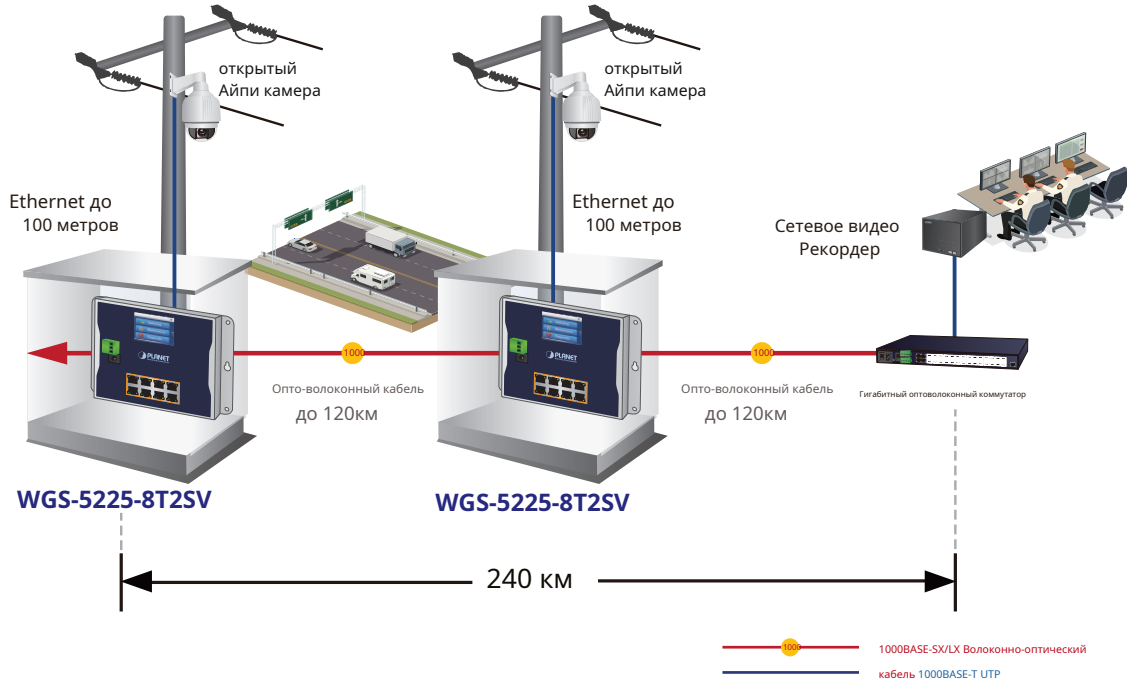 открытый
Айпи камера
открытый
Айпи камера
Ethernet до
100 метров
Ethernet до
100 метров
Сетевое видео
Рекордер
PLANET
PLANET
1000
1000
Опто-волоконный кабель
до 120км
Опто-волоконный кабель
до 120км
Гигабитный оптоволоконный коммутатор
WGS-5225-8T2SV
WGS-5225-8T2SV
240 км
1000 1000BASE-SX/LX Волоконно-оптический
кабель 1000BASE-T UTP